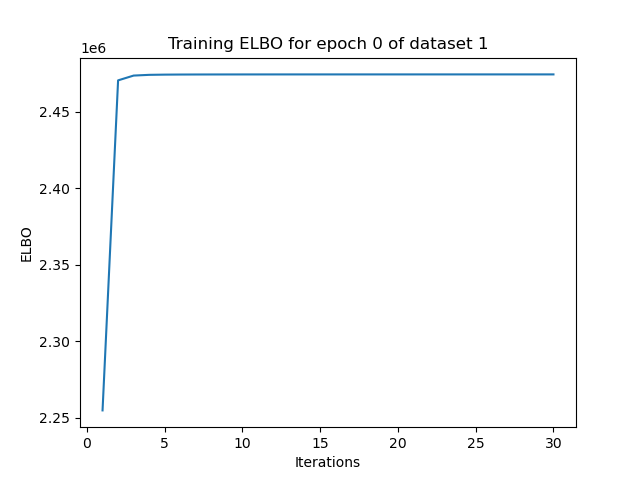 Training ELBO for epoch 0 of dataset 1
1e6
2.45
2.40
2.35
2.30
2.25
ELBO
0 5 10 15 20 25 30
Iterations